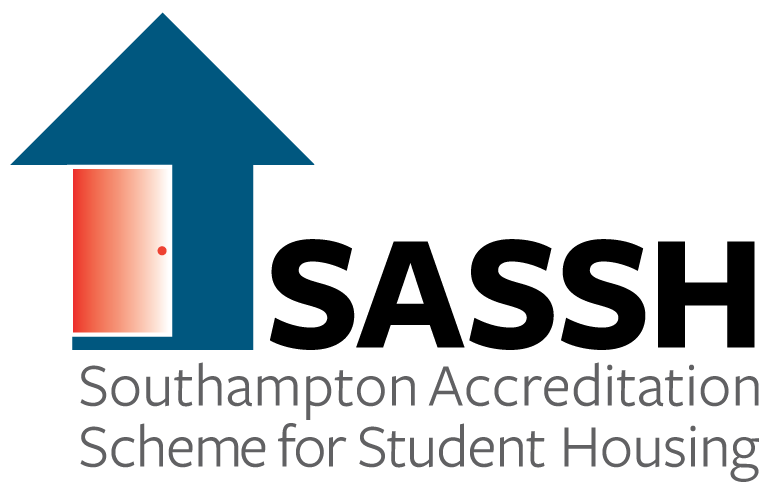 SASSH
Southampton Accreditation
Scheme for Student Housing